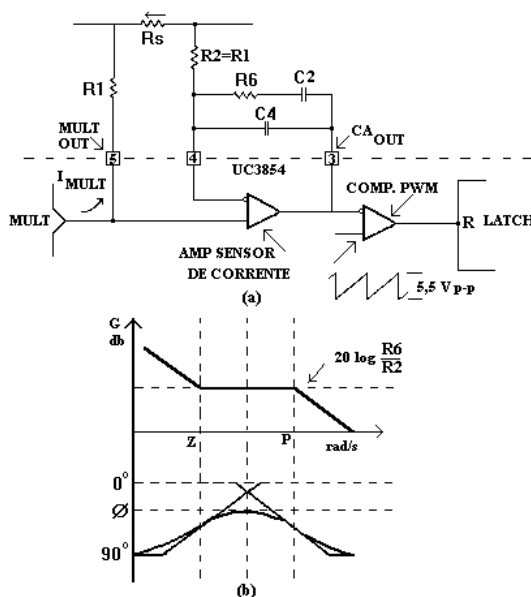 Rs
R2=R1
R1
R6
C2
C4
MULT
OUT
CA OUT
5
4
3
UC3854
I MULT
COMP. PWM
MULT
R LATCH
AMP SENSOR
DE CORRENTE
5,5 V p-p
(a)
G
db
20 log R6
R2
Z
P
rad/s
0°
Ø
90°
(b)